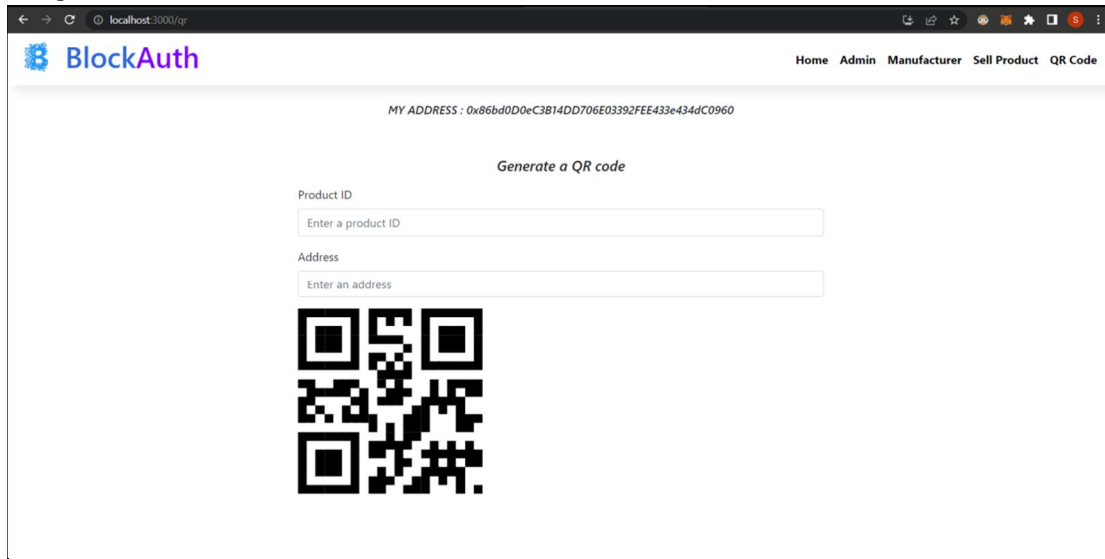 localhost:3000/qr
S
BlockAuth
Home Admin Manufacturer Sell Product QR Code
MY ADDRESS : 0x86bd0D0eC3B14DD706E03392FEE433e434dC0960
Generate a QR code
Product ID
Enter a product ID
Address
Enter an address